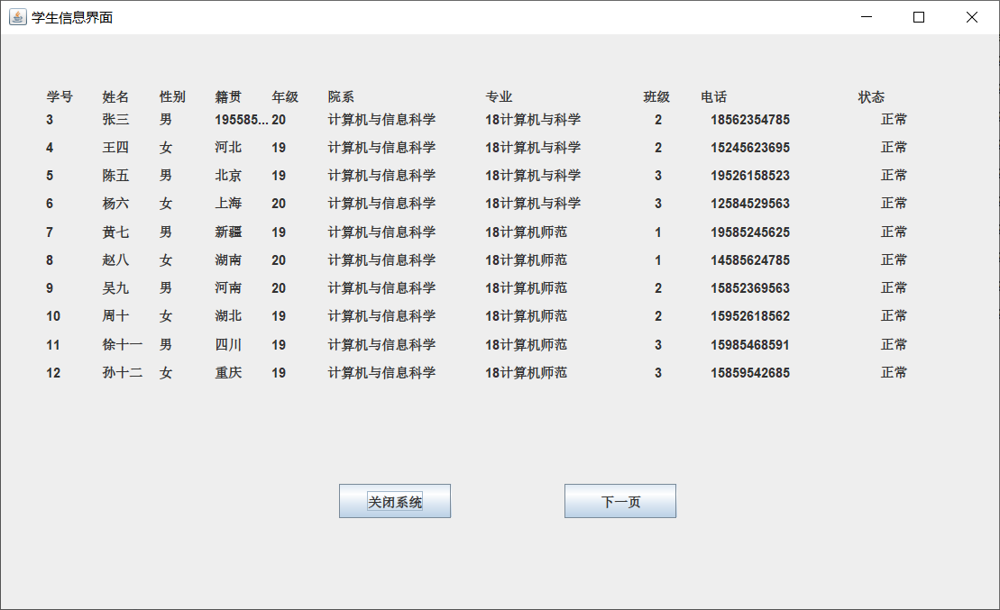 学生信息界面
学号 姓名 性别 籍贯 年级 院系 专业 班级 电话 状态
3 张三 男 195585... 20 计算机与信息科学 18计算机与科学 2 18562354785 正常
4 王四 女 河北 19 计算机与信息科学 18计算机与科学 2 15245623695 正常
5 陈五 男 北京 19 计算机与信息科学 18计算机与科学 3 19526158523 正常
6 杨六 女 上海 20 计算机与信息科学 18计算机与科学 3 12584529563 正常
7 黄七 男 新疆 19 计算机与信息科学 18计算机师范 1 19585245625 正常
8 赵八 女 湖南 20 计算机与信息科学 18计算机师范 1 14585624785 正常
9 吴九 男 河南 20 计算机与信息科学 18计算机师范 2 15852369563 正常
10 周十 女 湖北 19 计算机与信息科学 18计算机师范 2 15952618562 正常
11 徐十一 男 四川 19 计算机与信息科学 18计算机师范 3 15985468591 正常
12 孙十二 女 重庆 19 计算机与信息科学 18计算机师范 3 15859542685 正常
关闭系统 下一页